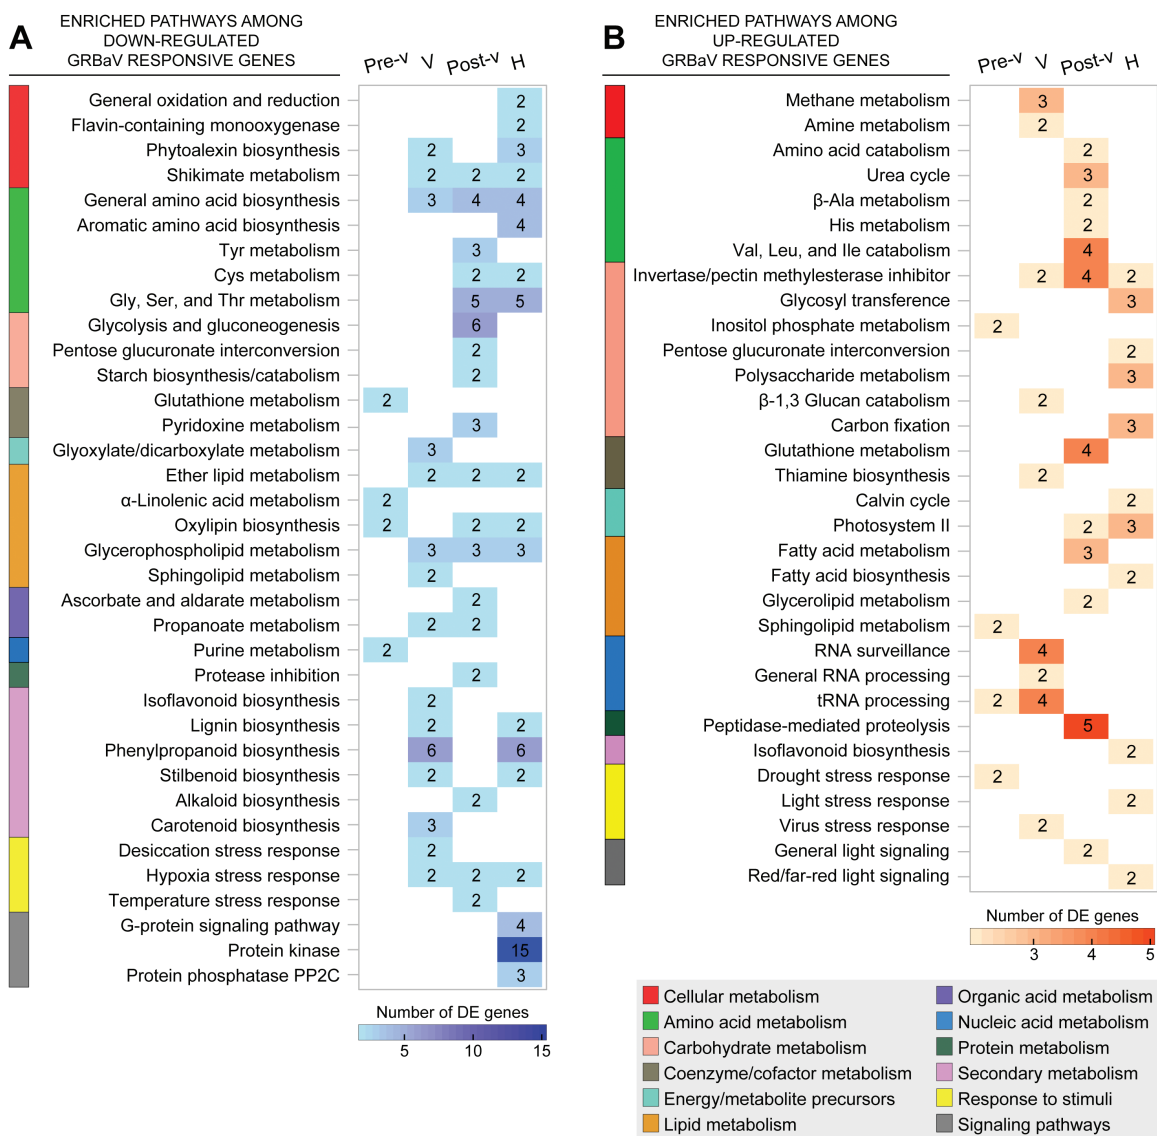 A
ENRICHED PATHWAYS AMONG
DOWN-REGULATED
GRBaV RESPONSIVE GENES
Pre-v V Post-v H
General oxidation and reduction 2
Flavin-containing monooxygenase 2
Phytoalexin biosynthesis 2 3
Shikimate metabolism 2 2 2
General amino acid biosynthesis 3 4 4
Aromatic amino acid biosynthesis 4
Tyr metabolism 3
Cys metabolism 2 2
Gly, Ser, and Thr metabolism 5 5
Glycolysis and gluconeogenesis 6
Pentose glucuronate interconversion 2
Starch biosynthesis/catabolism 2
Glutathione metabolism 2
Pyridoxine metabolism 3
Glyoxylate/dicarboxylate metabolism 3
Ether lipid metabolism 2 2 2
α-Linolenic acid metabolism 2
Oxylipin biosynthesis 2 2 2
Glycerophospholipid metabolism 3 3 3
Sphingolipid metabolism 2
Ascorbate and aldarate metabolism 2
Propanoate metabolism 2 2
Purine metabolism 2
Protease inhibition 2
Isoflavonoid biosynthesis 2
Lignin biosynthesis 2 2
Phenylpropanoid biosynthesis 6 6
Stilbenoid biosynthesis 2 2
Alkaloid biosynthesis 2
Carotenoid biosynthesis 3
Desiccation stress response 2
Hypoxia stress response 2 2 2
Temperature stress response 2
G-protein signaling pathway 4
Protein kinase 15
Protein phosphatase PP2C 3
Number of DE genes
5 10 15
B
ENRICHED PATHWAYS AMONG
UP-REGULATED
GRBaV RESPONSIVE GENES
Pre-v V Post-v H
Methane metabolism 3
Amine metabolism 2
Amino acid catabolism 2
Urea cycle 3
β-Ala metabolism 2
His metabolism 2
Val, Leu, and Ile catabolism 4
Invertase/pectin methylesterase inhibitor 2 4 2
Glycosyl transference 3
Inositol phosphate metabolism 2
Pentose glucuronate interconversion 2
Polysaccharide metabolism 3
β-1,3 Glucan catabolism 2
Carbon fixation 3
Glutathione metabolism 4
Thiamine biosynthesis 2
Calvin cycle 2
Photosystem II 2 3
Fatty acid metabolism 3
Fatty acid biosynthesis 2
Glycerolipid metabolism 2
Sphingolipid metabolism 2
RNA surveillance 4
General RNA processing 2
tRNA processing 2 4
Peptidase-mediated proteolysis 5
Isoflavonoid biosynthesis 2
Drought stress response 2
Light stress response 2
Virus stress response 2
General light signaling 2
Red/far-red light signaling 2
Number of DE genes
3 4 5
Cellular metabolism
Amino acid metabolism
Carbohydrate metabolism
Coenzyme/cofactor metabolism
Energy/metabolite precursors
Lipid metabolism
Organic acid metabolism
Nucleic acid metabolism
Protein metabolism
Secondary metabolism
Response to stimuli
Signaling pathways